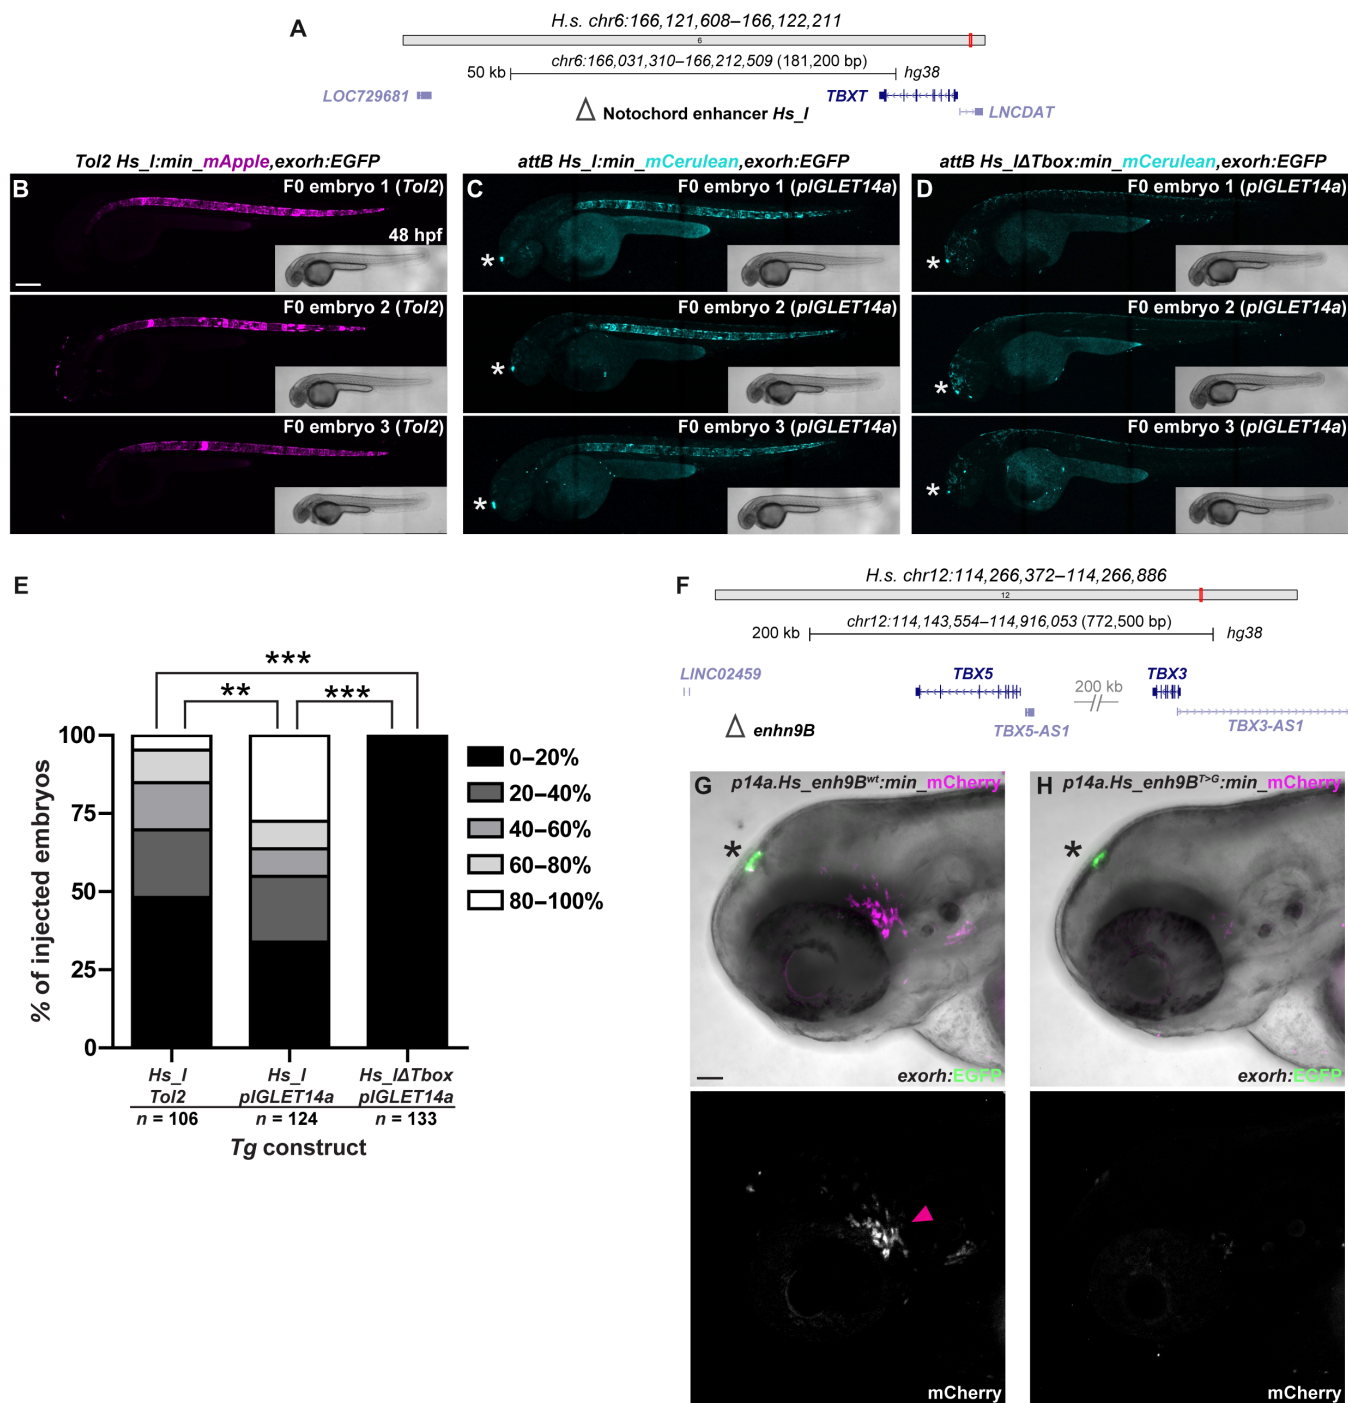 A
H.s. chr6:166,121,608–166,122,211
6
chr6:166,031,310–166,212,509 (181,200 bp)
50 kb
hg38
LOC729681
TBXT
LNCDAT
Notochord enhancer Hs_I
Tol2 Hs_I:min_mApple,exorh:EGFP
attB Hs_I:min_mCerulean,exorh:EGFP
attB Hs_IΔTbox:min_mCerulean,exorh:EGFP
B
F0 embryo 1 (Tol2)
48 hpf
F0 embryo 2 (Tol2)
F0 embryo 3 (Tol2)
C
F0 embryo 1 (pIGLET14a)
*
F0 embryo 2 (pIGLET14a)
*
F0 embryo 3 (pIGLET14a)
*
D
F0 embryo 1 (pIGLET14a)
*
F0 embryo 2 (pIGLET14a)
*
F0 embryo 3 (pIGLET14a)
*
E
***
**
***
% of injected embryos
100
75
50
25
0
0–20%
20–40%
40–60%
60–80%
80–100%
Hs_I
Tol2
n = 106
Hs_I
pIGLET14a
n = 124
Hs_IΔTbox
pIGLET14a
n = 133
Tg construct
F
H.s. chr12:114,266,372–114,266,886
12
chr12:114,143,554–114,916,053 (772,500 bp)
200 kb
hg38
LINC02459
TBX5
TBX5-AS1
200 kb
TBX3
TBX3-AS1
enhn9B
G
p14a.Hs_enh9Bwt:min_mCherry
*
exorh:EGFP
mCherry
H
p14a.Hs_enh9BT>G:min_mCherry
*
exorh:EGFP
mCherry